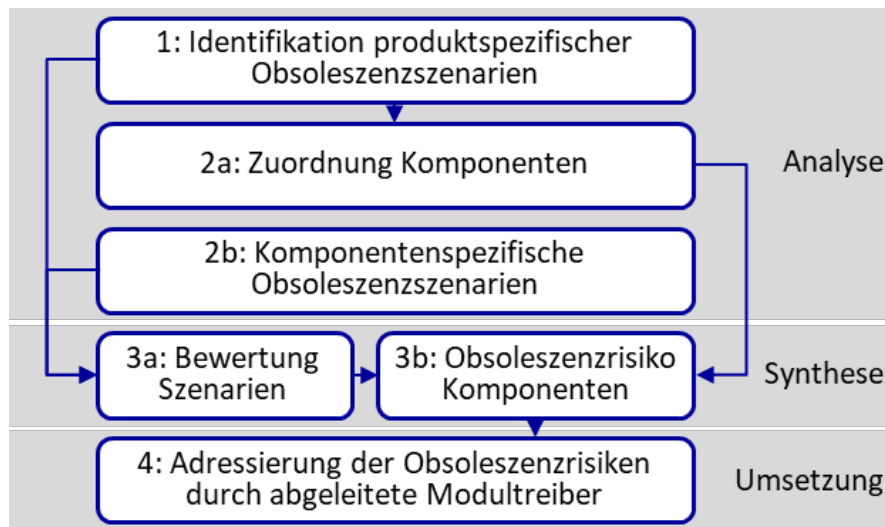 1: Identifikation produktspezifischer
Obsoleszenzszenarien
2a: Zuordnung Komponenten
Analyse
2b: Komponentenspezifische
Obsoleszenzszenarien
3a: Bewertung
Szenarien
3b: Obsoleszenzrisiko
Komponenten
Synthese
4: Adressierung der Obsoleszenzrisiken
durch abgeleitete Modultreiber
Umsetzung